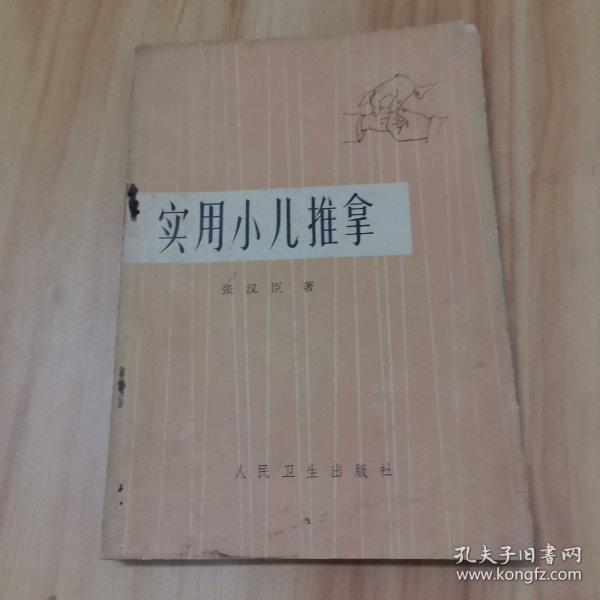 实用小儿推拿
张汉臣 著
人民卫生出版社
孔夫子旧书网
www.kongfz.com